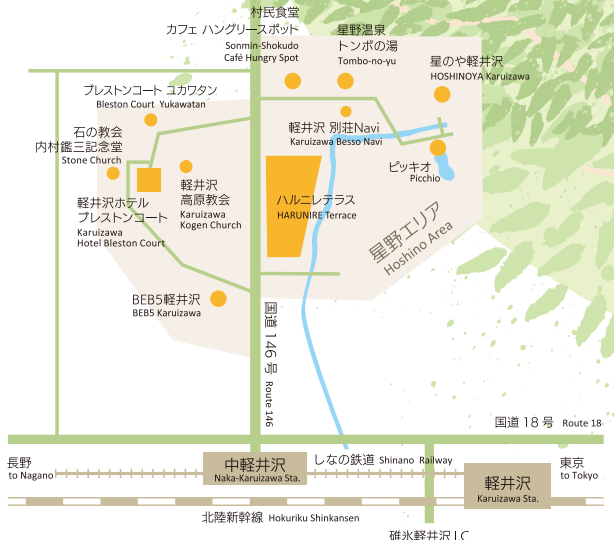 村民食堂
カフェ ハングリースポット
Sonmin-Shokudo
Café Hungry Spot
星野温泉
トンボの湯
Tombo-no-yu
星のや軽井沢
HOSHINOYA Karuizawa
ブレストンコート ユカワタン
Bleston Court Yukawatan
石の教会
内村鑑三記念堂
Stone Church
軽井沢 別荘Navi
Karuizawa Besso Navi
ピッキオ
Picchio
軽井沢ホテル
ブレストンコート
Karuizawa
Hotel Bleston Court
軽井沢
高原教会
Karuizawa
Kogen Church
ハルニレテラス
HARUNIRE Terrace
星野エリア
Hoshino Area
BEB5軽井沢
BEB5 Karuizawa
国道 146 号 Route 146
国道 18 号 Route 18
長野
to Nagano
中軽井沢
Naka-Karuizawa Sta.
しなの鉄道 Shinano Railway
軽井沢
Karuizawa Sta.
東京
to Tokyo
北陸新幹線 Hokuriku Shinkansen
碓氷軽井沢I.C